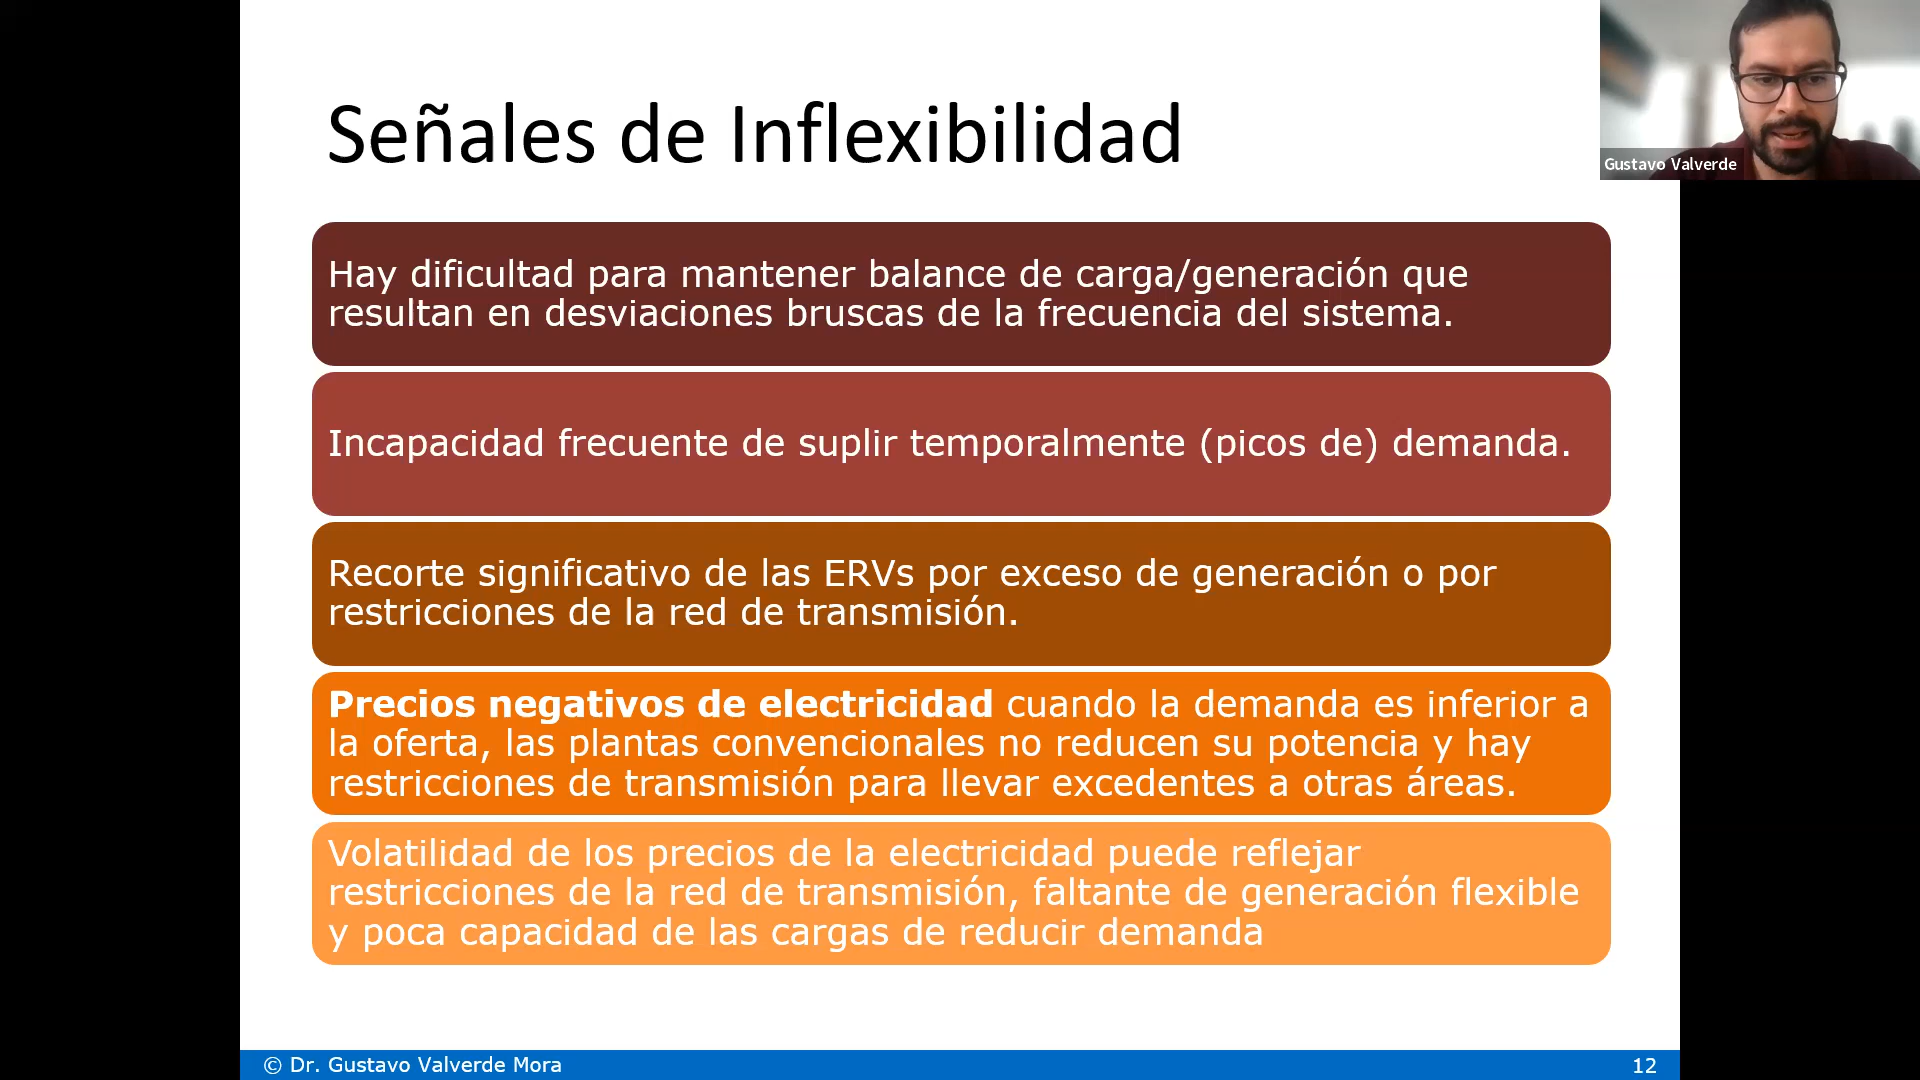 Señales de Inflexibilidad
Gustavo Valverde
Hay dificultad para mantener balance de carga/generación que
resultan en desviaciones bruscas de la frecuencia del sistema.
Incapacidad frecuente de suplir temporalmente (picos de) demanda.
Recorte significativo de las ERVs por exceso de generación o por
restricciones de la red de transmisión.
Precios negativos de electricidad cuando la demanda es inferior a
la oferta, las plantas convencionales no reducen su potencia y hay
restricciones de transmisión para llevar excedentes a otras áreas.
Volatilidad de los precios de la electricidad puede reflejar
restricciones de la red de transmisión, faltante de generación flexible
y poca capacidad de las cargas de reducir demanda
© Dr. Gustavo Valverde Mora
12